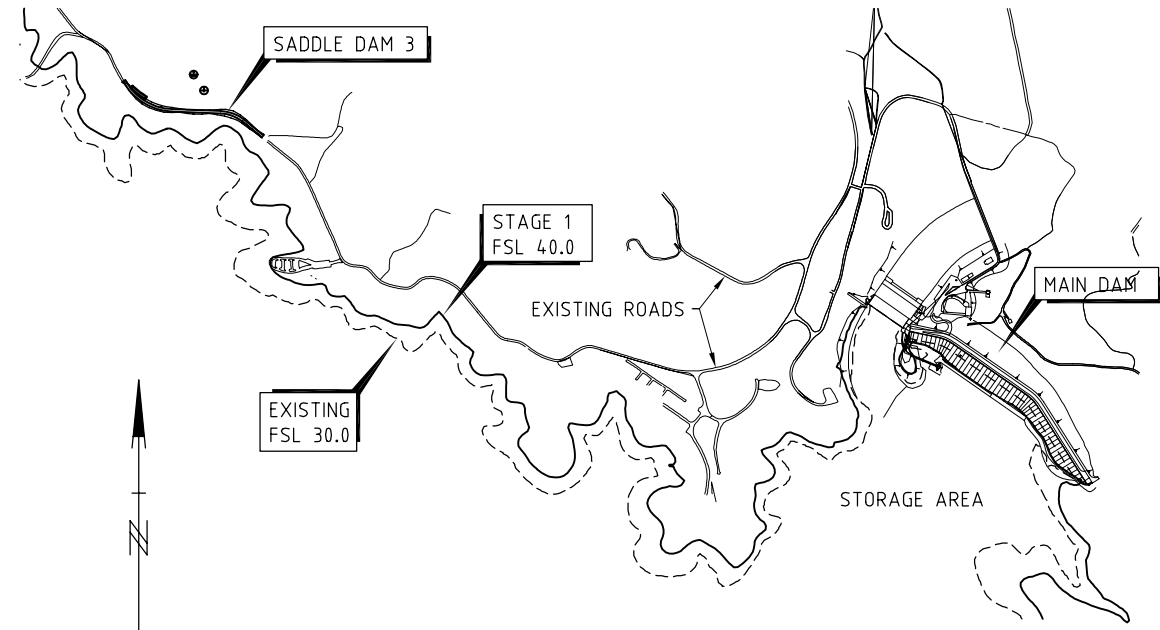 SADDLE DAM 3
STAGE 1
FSL 40.0
MAIN DAM
EXISTING ROADS
EXISTING
FSL 30.0
STORAGE AREA
N